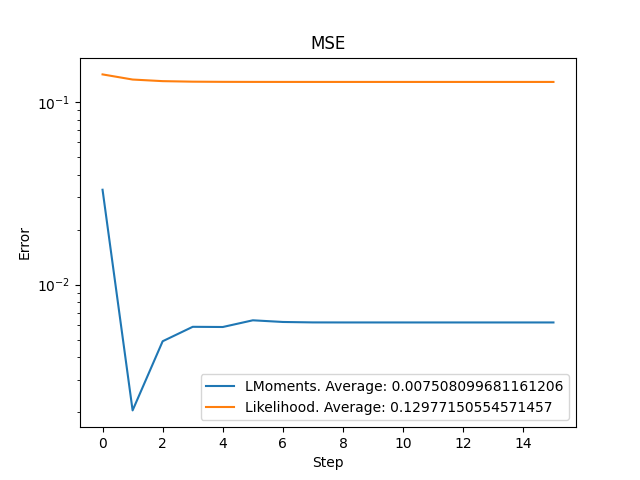 MSE
Error
10⁻¹
10⁻²
LMoments. Average: 0.007508099681161206
Likelihood. Average: 0.12977150554571457
0 2 4 6 8 10 12 14
Step